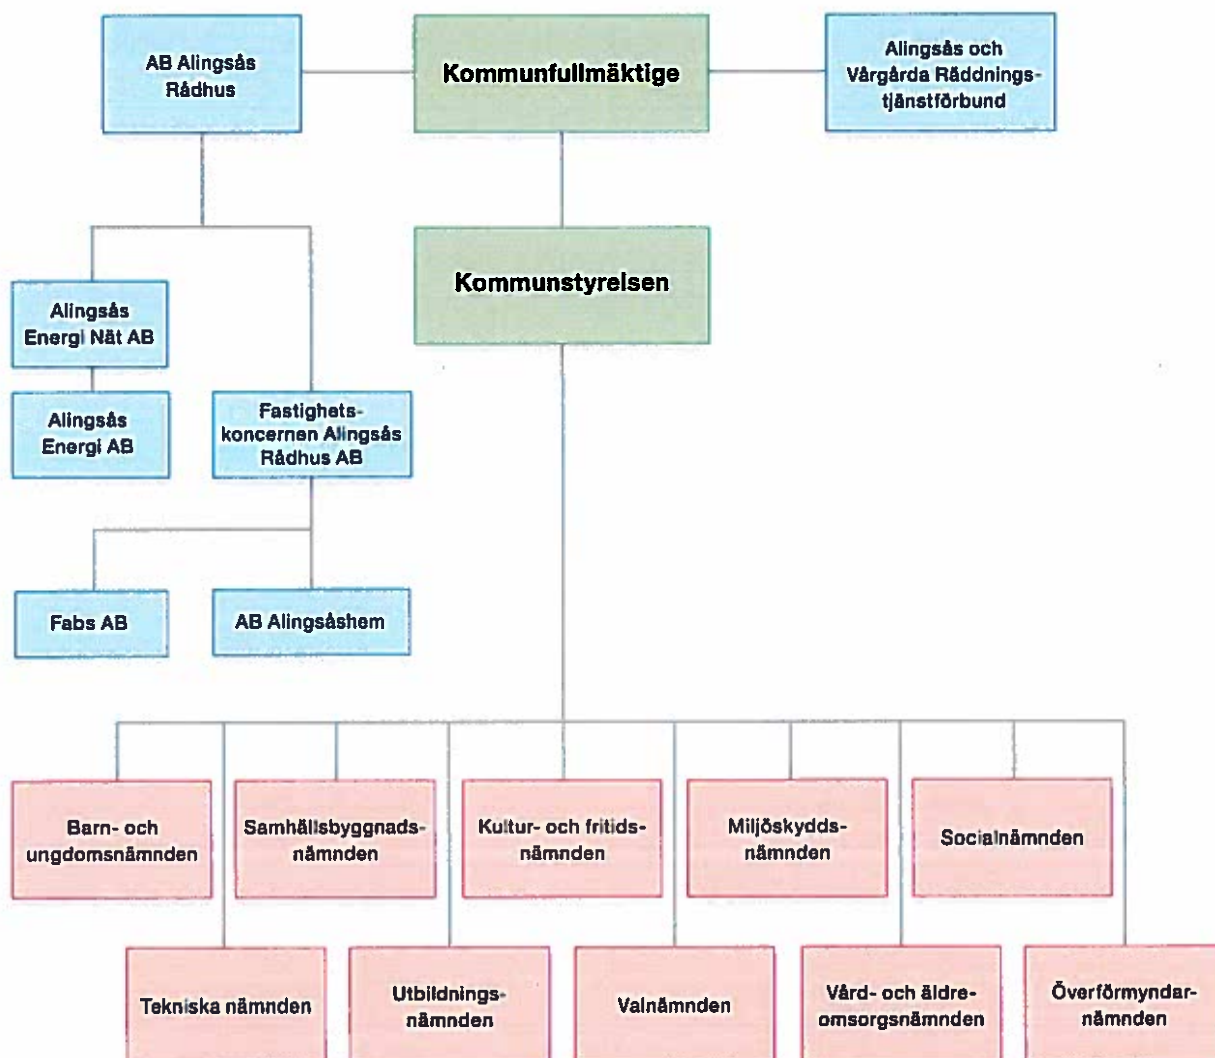 AB Alingsås
Rådhus
Kommunfullmäktige
Alingsås och
Vårgårda Räddnings-
tjänstförbund
Kommunstyrelsen
Alingsås
Energi Nät AB
Alingsås
Energi AB
Fastighets-
koncernen Alingsås
Rådhus AB
Fabs AB
AB Alingsåshem
Barn- och
ungdomsnämnden
Samhällsbyggnads-
nämnden
Kultur- och fritids-
nämnden
Miljöskydds-
nämnden
Socialnämnden
Tekniska nämnden
Utbildnings-
nämnden
Valnämnden
Vård- och äldre-
omsorgsnämnden
Överförmyndar-
nämnden